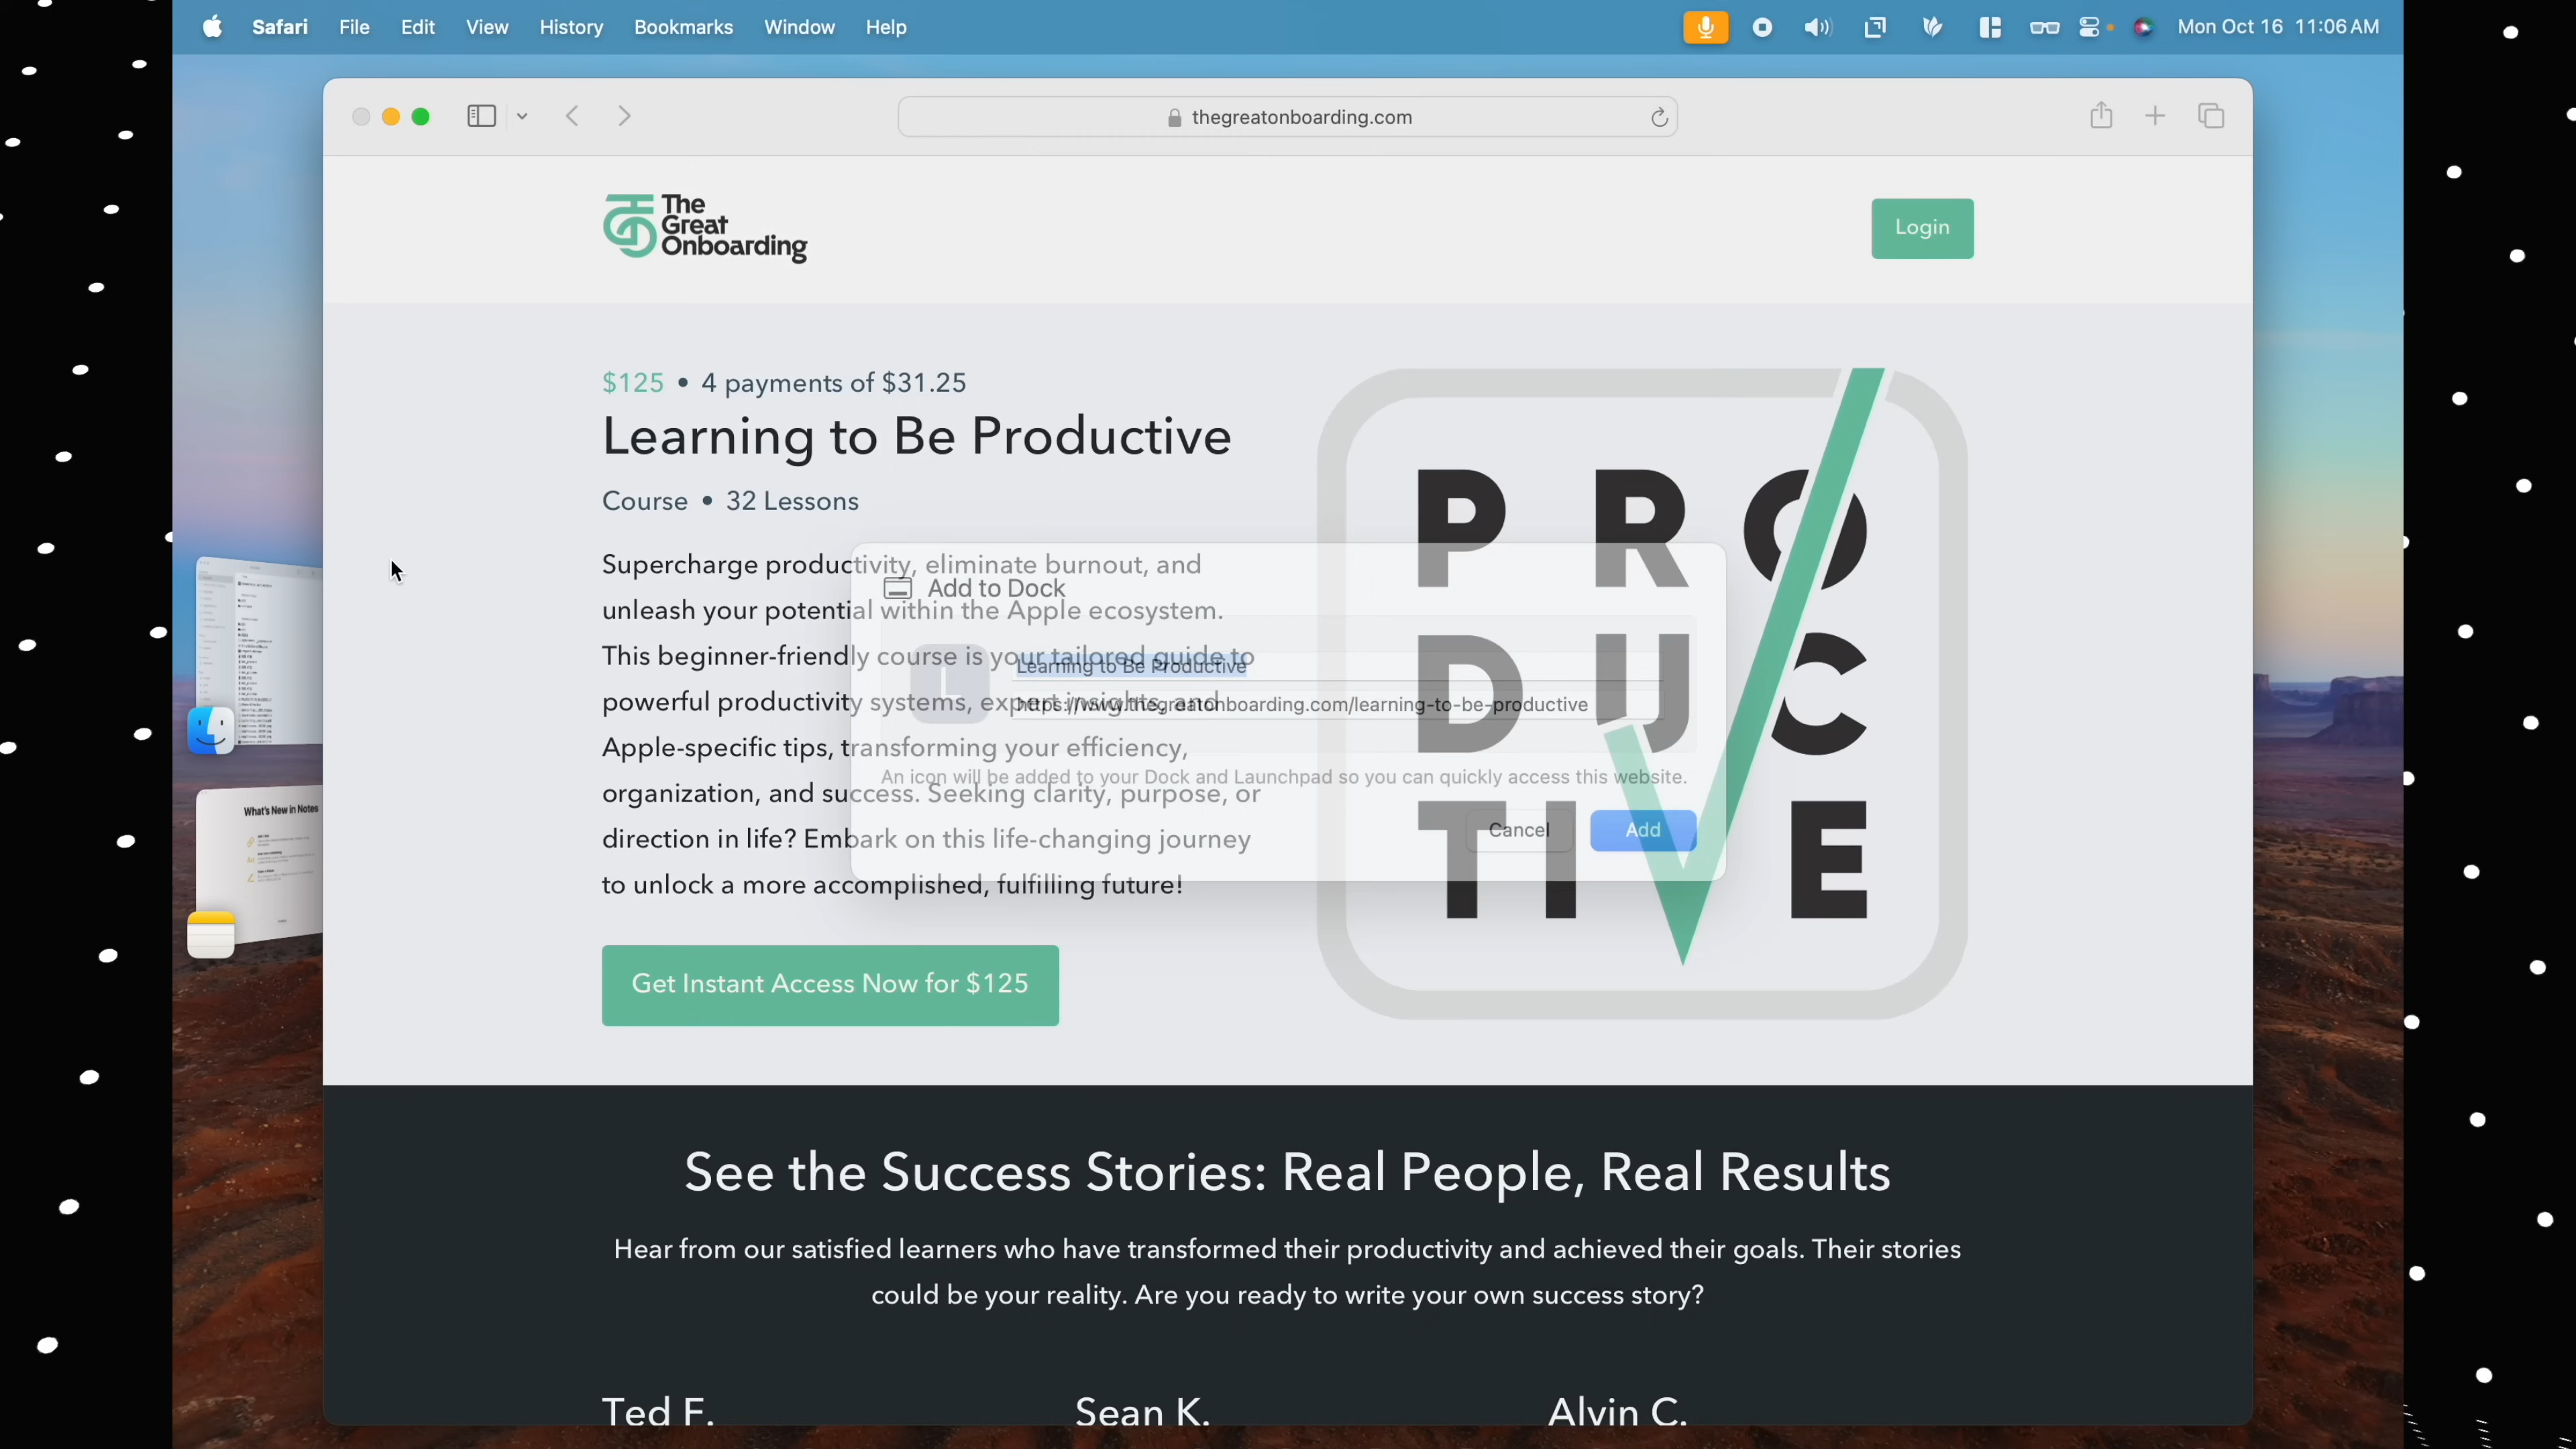 Safari File Edit View History Bookmarks Window Help
Mon Oct 16 11:06 AM
thegreatonboarding.com
The
Great
Onboarding
Login
$125 • 4 payments of $31.25
Learning to Be Productive
Course • 32 Lessons
Supercharge productivity, eliminate burnout, and
unleash your potential within the Apple ecosystem.
This beginner-friendly course is your tailored guide to
powerful productivity systems, expert insights, and
Apple-specific tips, transforming your efficiency,
organization, and success. Seeking clarity, purpose, or
direction in life? Embark on this life-changing journey
to unlock a more accomplished, fulfilling future!
Get Instant Access Now for $125
PRO
DUC
TIVE
Add to Dock
L
Learning to Be Productive
https://www.thegreatonboarding.com/learning-to-be-productive
An icon will be added to your Dock and Launchpad so you can quickly access this website.
Cancel
Add
What's New in Notes
See the Success Stories: Real People, Real Results
Hear from our satisfied learners who have transformed their productivity and achieved their goals. Their stories
could be your reality. Are you ready to write your own success story?
Ted F. Sean K. Alvin C.